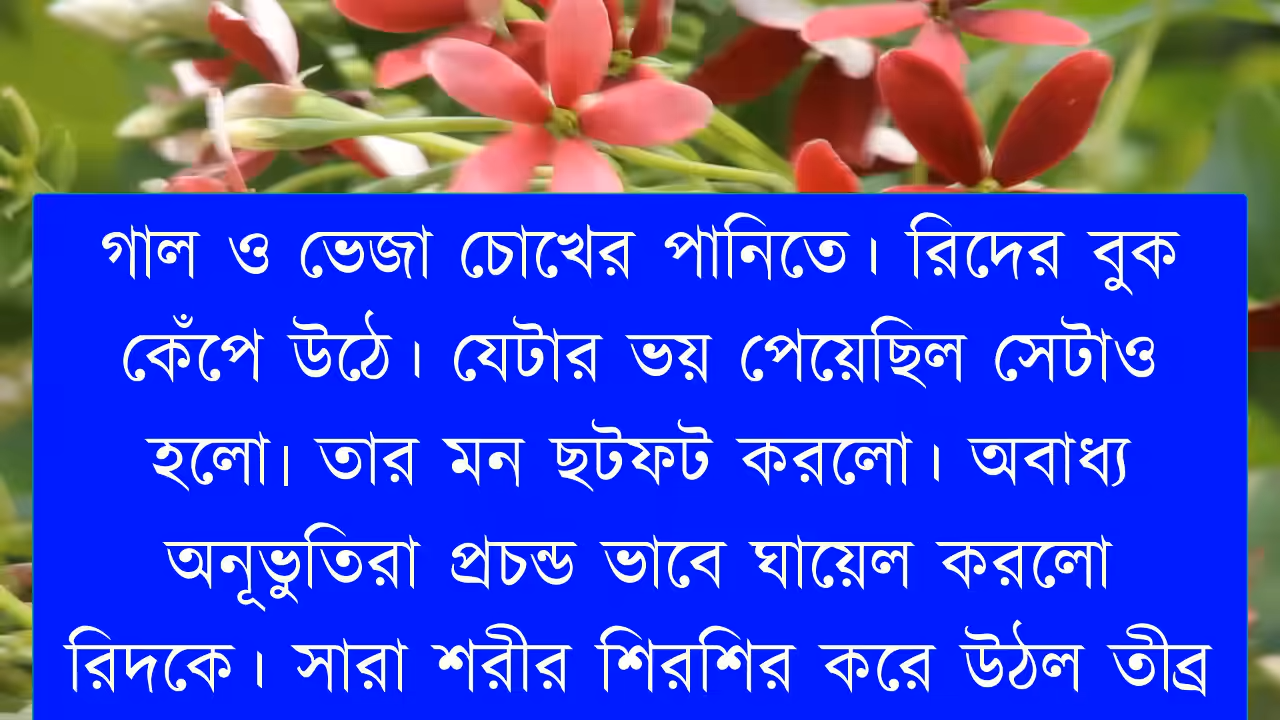 গাল ও ভেজা চোখের পানিতে। রিদের বুক
কেঁপে উঠে। যেটার ভয় পেয়েছিল সেটাও
হলো। তার মন ছটফট করলো। অবাধ্য
অনূভুতিরা প্রচন্ড ভাবে ঘায়েল করলো
রিদকে। সারা শরীর শিরশির করে উঠল তীব্র